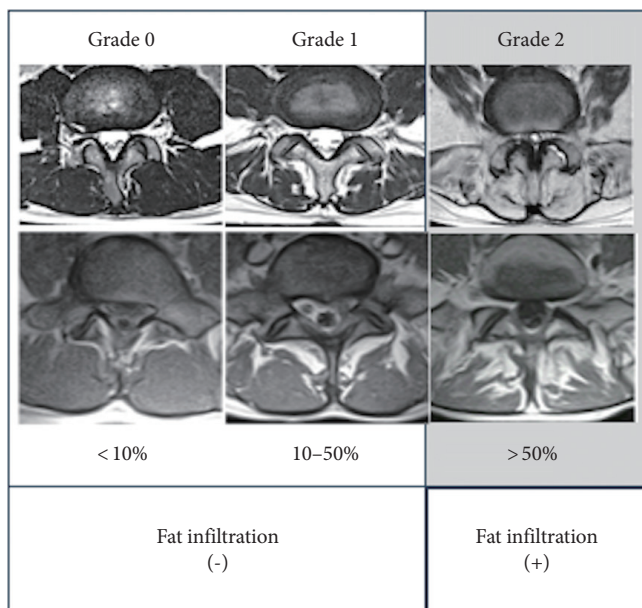 Grade 0
Grade 1
Grade 2
< 10%
10–50%
> 50%
Fat infiltration
(-)
Fat infiltration
(+)